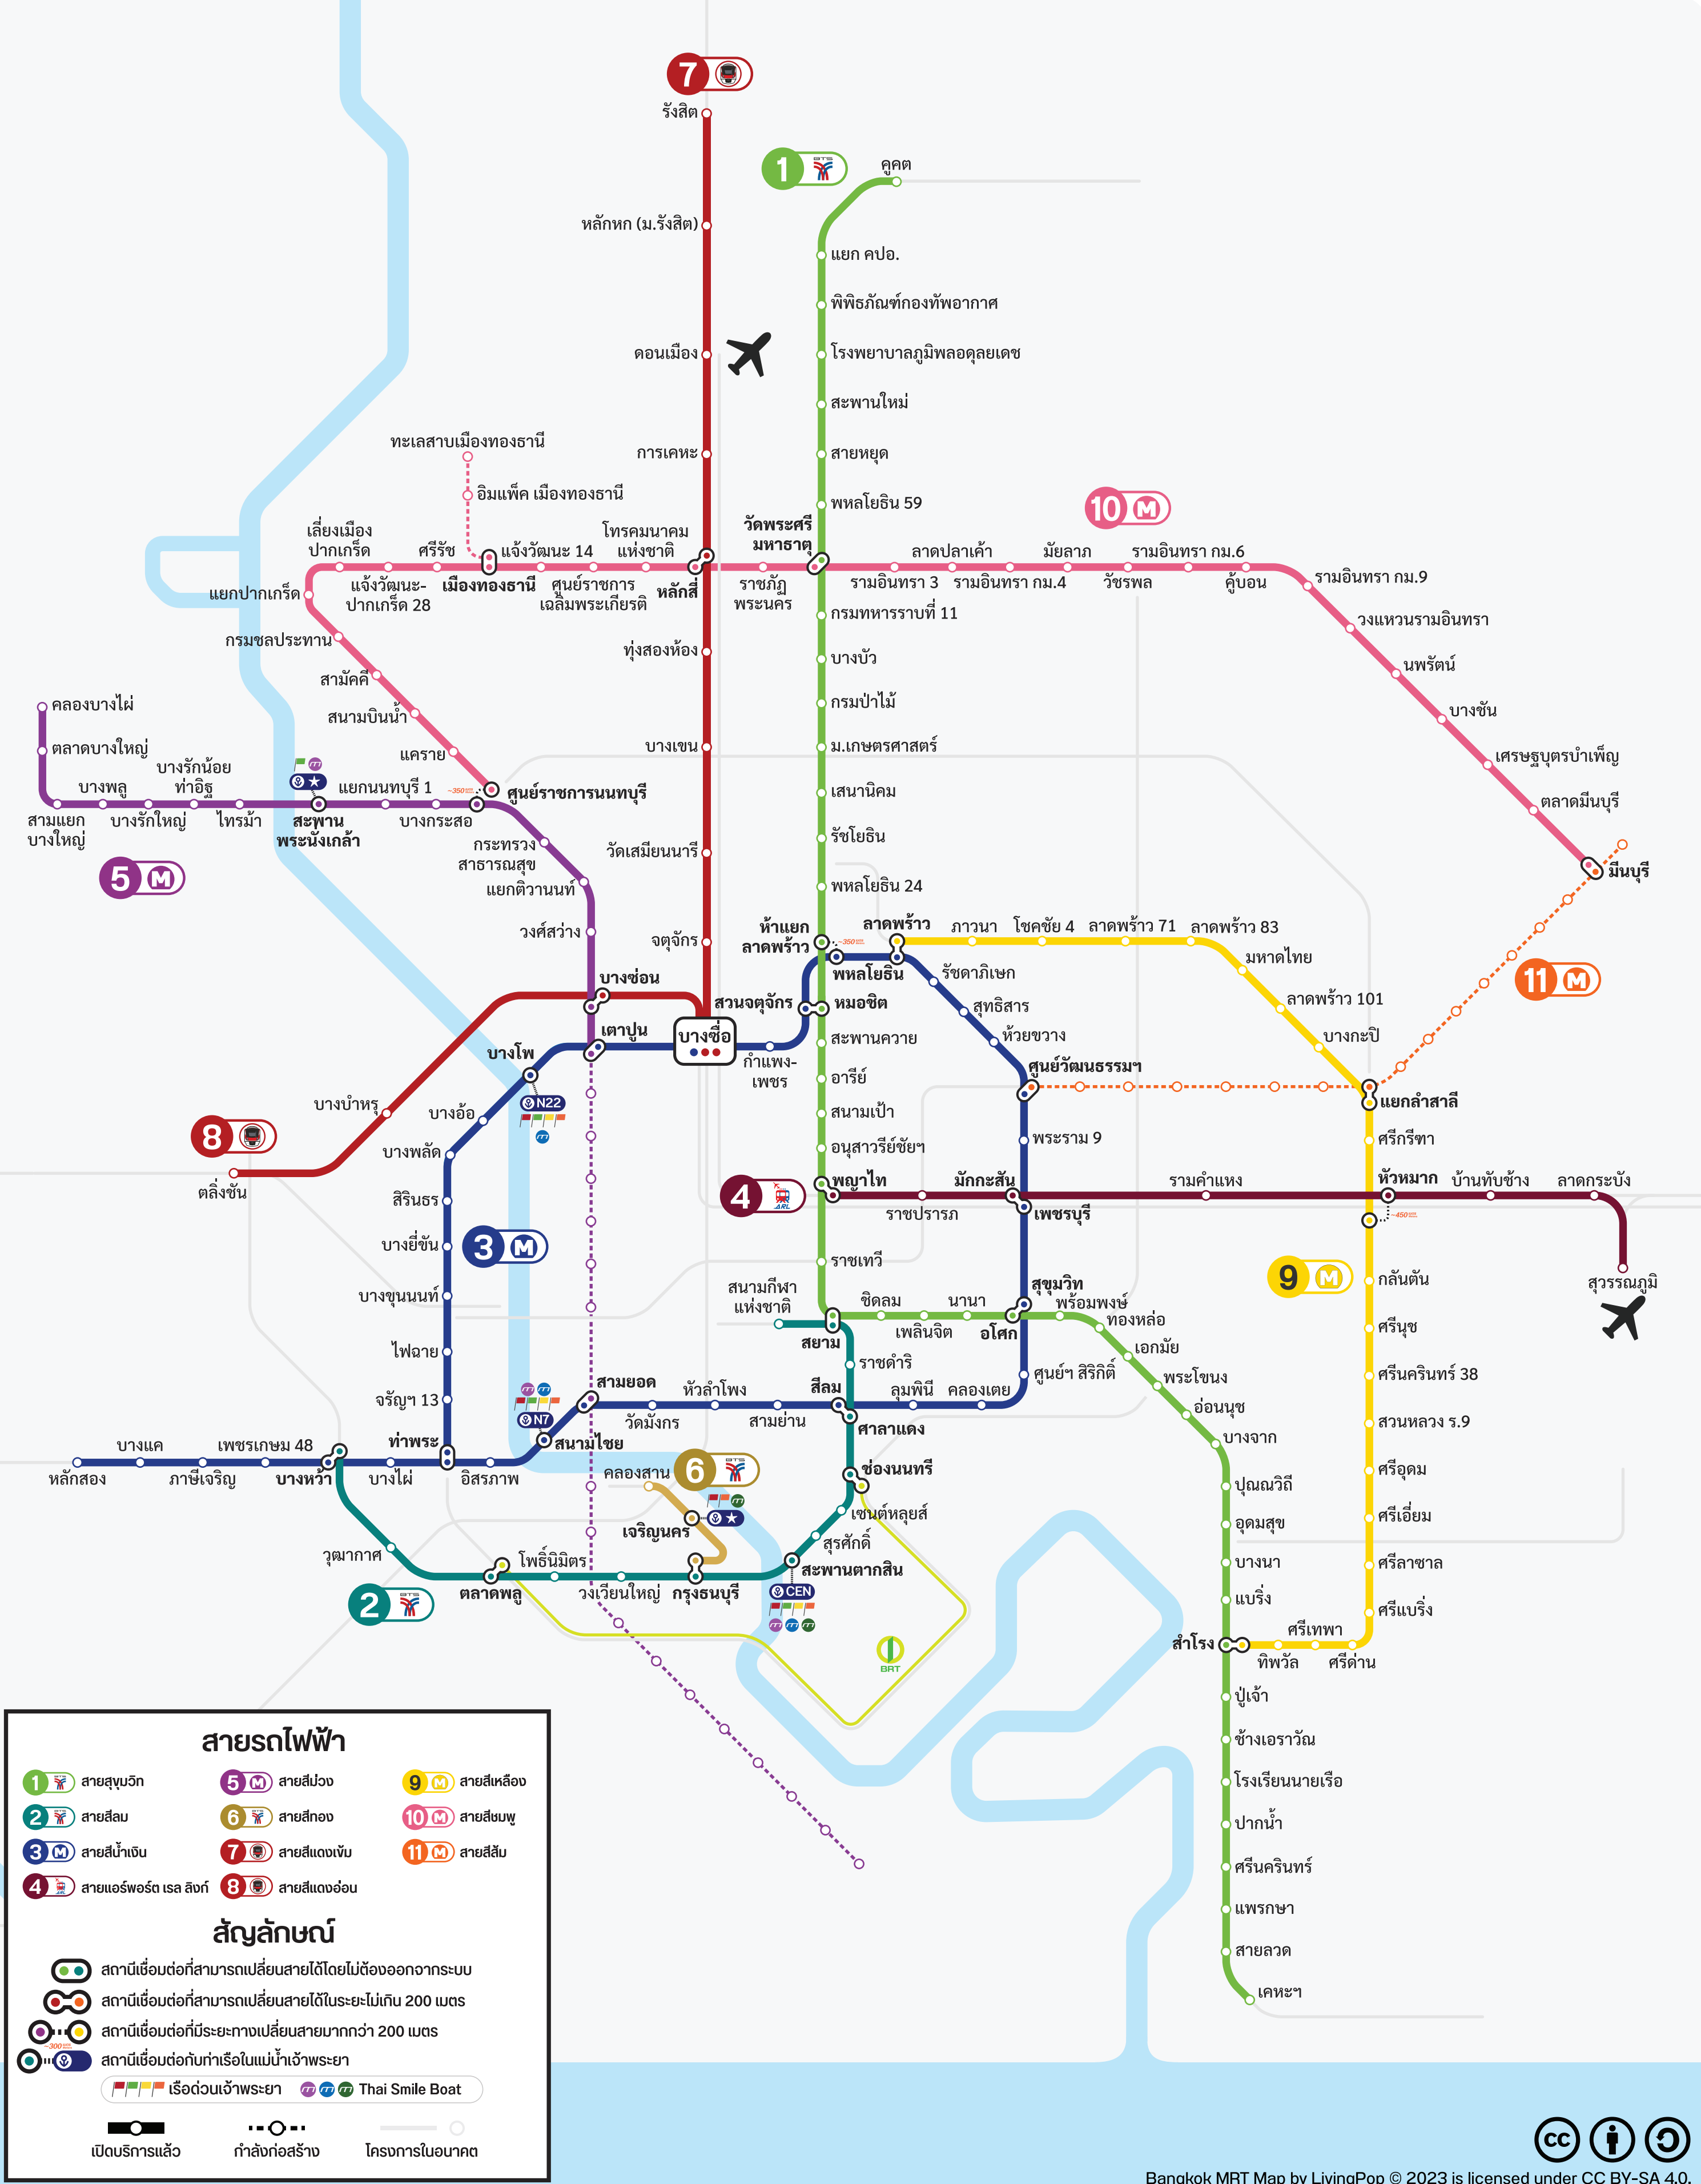 7
รังสิต
1
BTS
คูคต
หลักหก (ม.รังสิต)
แยก คปอ.
พิพิธภัณฑ์กองทัพอากาศ
ดอนเมือง
โรงพยาบาลภูมิพลอดุลยเดช
สะพานใหม่
ทะเลสาบเมืองทองธานี
การเคหะ
สายหยุด
อิมแพ็ค เมืองทองธานี
พหลโยธิน 59
10
เลี่ยงเมือง
ปากเกร็ด
ศรีรัช
แจ้งวัฒนะ 14
โทรคมนาคม
แห่งชาติ
วัดพระศรี
มหาธาตุ
ลาดปลาเค้า
มัยลาภ
รามอินทรา กม.6
แยกปากเกร็ด
แจ้งวัฒนะ-
ปากเกร็ด 28
เมืองทองธานี
ศูนย์ราชการ
เฉลิมพระเกียรติ
หลักสี่
ราชภัฏ
พระนคร
รามอินทรา 3
รามอินทรา กม.4
วัชรพล
คู้บอน
รามอินทรา กม.9
กรมชลประทาน
กรมทหารราบที่ 11
วงแหวนรามอินทรา
สามัคคี
ทุ่งสองห้อง
บางบัว
นพรัตน์
สนามบินน้ำ
กรมป่าไม้
บางชัน
คลองบางไผ่
ตลาดบางใหญ่
แคราย
บางเขน
ม.เกษตรศาสตร์
เศรษฐบุตรบำเพ็ญ
บางพลู
บางรักน้อย
ท่าอิฐ
แยกนนทบุรี 1
~350
ศูนย์ราชการนนทบุรี
เสนานิคม
ตลาดมีนบุรี
สามแยก
บางใหญ่
บางรักใหญ่
ไทรม้า
สะพาน
พระนั่งเกล้า
บางกระสอ
5
กระทรวง
สาธารณสุข
แยกติวานนท์
วัดเสมียนนารี
รัชโยธิน
พหลโยธิน 24
มีนบุรี
วงศ์สว่าง
จตุจักร
ห้าแยก
ลาดพร้าว
~350
พหลโยธิน
ลาดพร้าว
ภาวนา
โชคชัย 4
ลาดพร้าว 71
ลาดพร้าว 83
มหาดไทย
11
บางซ่อน
รัชดาภิเษก
ลาดพร้าว 101
สวนจตุจักร
หมอชิต
สุทธิสาร
เตาปูน
บางซื่อ
บางโพ
กำแพง-
เพชร
สะพานควาย
ห้วยขวาง
บางกะปิ
ศูนย์วัฒนธรรมฯ
อารีย์
N22
บางบำหรุ
บางอ้อ
สนามเป้า
แยกลำสาลี
8
บางพลัด
อนุสาวรีย์ชัยฯ
พระราม 9
ศรีกรีฑา
ตลิ่งชัน
สิรินธร
4
ARL
พญาไท
ราชปรารภ
มักกะสัน
เพชรบุรี
รามคำแหง
หัวหมาก
~450
บ้านทับช้าง
ลาดกระบัง
บางยี่ขัน
3
ราชเทวี
9
กลันตัน
สุวรรณภูมิ
บางขุนนนท์
สนามกีฬา
แห่งชาติ
สยาม
ชิดลม
เพลินจิต
นานา
อโศก
สุขุมวิท
พร้อมพงษ์
ทองหล่อ
ศรีนุช
ไฟฉาย
ราชดำริ
เอกมัย
พระโขนง
ศูนย์ฯ สิริกิติ์
ศรีนครินทร์ 38
จรัญฯ 13
สามยอด
วัดมังกร
หัวลำโพง
สามย่าน
สีลม
ศาลาแดง
ลุมพินี
คลองเตย
อ่อนนุช
สวนหลวง ร.9
N7
สนามไชย
ท่าพระ
บางจาก
หลักสอง
บางแค
ภาษีเจริญ
เพชรเกษม 48
บางหว้า
บางไผ่
อิสรภาพ
คลองสาน
6
BTS
ช่องนนทรี
ศรีอุดม
ปุณณวิถี
เจริญนคร
เซนต์หลุยส์
สุรศักดิ์
อุดมสุข
ศรีเอี่ยม
วุฒากาศ
โพธิ์นิมิตร
สะพานตากสิน
บางนา
ศรีลาซาล
2
BTS
ตลาดพลู
วงเวียนใหญ่
กรุงธนบุรี
CEN
แบริ่ง
ศรีแบริ่ง
BRT
สำโรง
ทิพวัล
ศรีเทพา
ศรีด่าน
ปู่เจ้า
ช้างเอราวัณ
โรงเรียนนายเรือ
ปากน้ำ
ศรีนครินทร์
แพรกษา
สายลวด
เคหะฯ
สายรถไฟฟ้า
1 สายสุขุมวิท
5 สายสีม่วง
9 สายสีเหลือง
2 สายสีลม
6 สายสีทอง
10 สายสีชมพู
3 สายสีน้ำเงิน
7 สายสีแดงเข้ม
11 สายสีส้ม
4 สายแอร์พอร์ต เรล ลิงก์
8 สายสีแดงอ่อน
สัญลักษณ์
สถานีเชื่อมต่อที่สามารถเปลี่ยนสายได้โดยไม่ต้องออกจากระบบ
สถานีเชื่อมต่อที่สามารถเปลี่ยนสายได้ในระยะไม่เกิน 200 เมตร
สถานีเชื่อมต่อที่มีระยะทางเปลี่ยนสายมากกว่า 200 เมตร
~300
สถานีเชื่อมต่อกับท่าเรือในแม่น้ำเจ้าพระยา
เรือด่วนเจ้าพระยา
Thai Smile Boat
เปิดบริการแล้ว
กำลังก่อสร้าง
โครงการในอนาคต
cc
Bangkok MRT Map by LivingPop © 2023 is licensed under CC BY-SA 4.0.